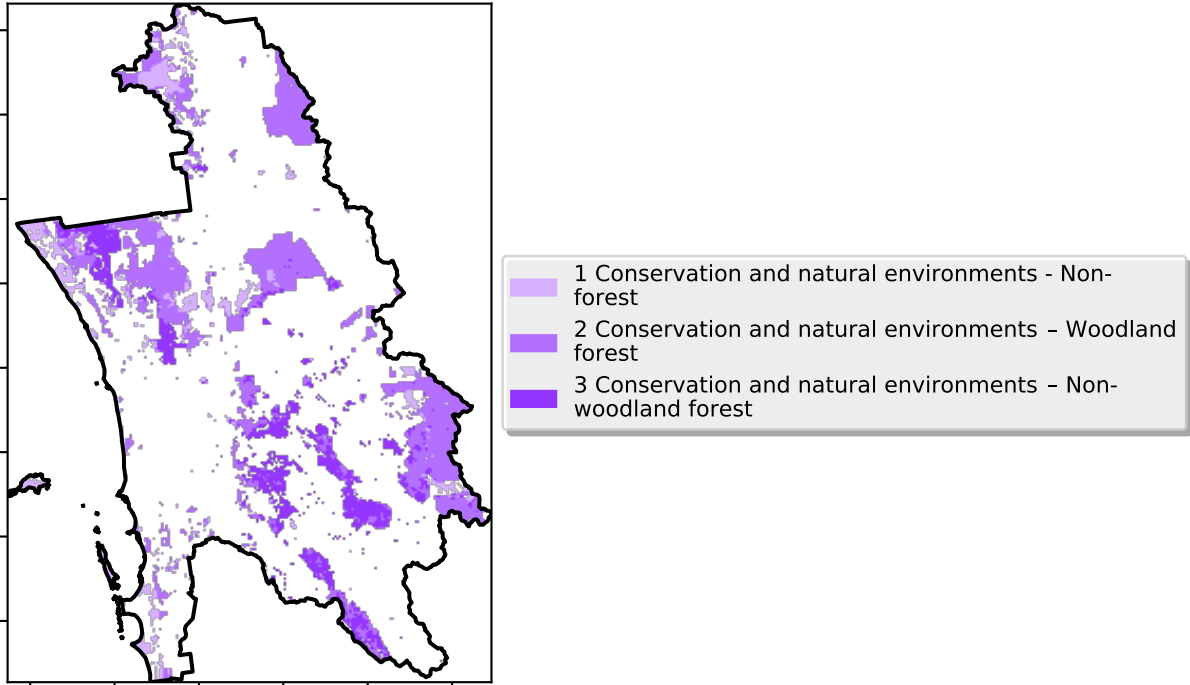 1 Conservation and natural environments - Non-
forest
2 Conservation and natural environments – Woodland
forest
3 Conservation and natural environments – Non-
woodland forest